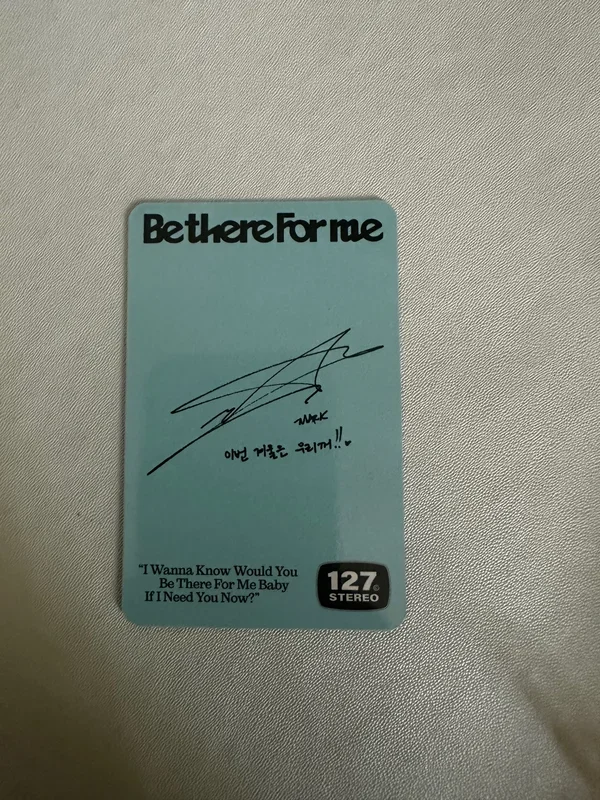 Be there For me
MARK
이번 겨울은 우리꺼!!
"I Wanna Know Would You
Be There For Me Baby
If I Need You Now?"
127
STEREO